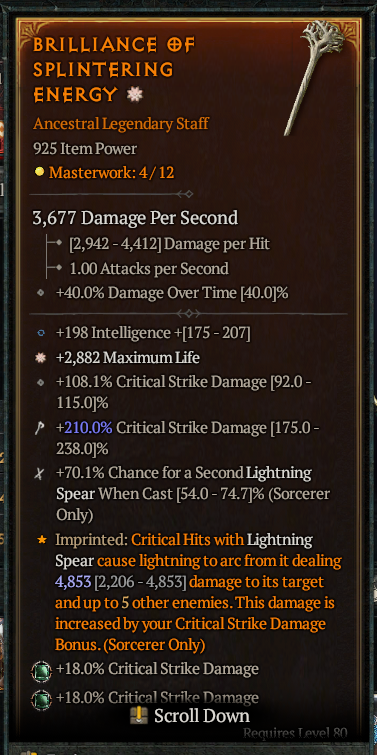 BRILLIANCE OF
SPLINTERING
ENERGY
Ancestral Legendary Staff
925 Item Power
Masterwork: 4/12
3,677 Damage Per Second
[2,942 - 4,412] Damage per Hit
1.00 Attacks per Second
+40.0% Damage Over Time [40.0]%
+198 Intelligence +[175 - 207]
+2,882 Maximum Life
+108.1% Critical Strike Damage [92.0 -
115.0]%
+210.0% Critical Strike Damage [175.0 -
238.0]%
+70.1% Chance for a Second Lightning
Spear When Cast [54.0 - 74.7]% (Sorcerer
Only)
Imprinted: Critical Hits with Lightning
Spear cause lightning to arc from it dealing
4,853 [2,206 - 4,853] damage to its target
and up to 5 other enemies. This damage is
increased by your Critical Strike Damage
Bonus. (Sorcerer Only)
+18.0% Critical Strike Damage
+18.0% Critical Strike Damage
Scroll Down
Requires Level 80